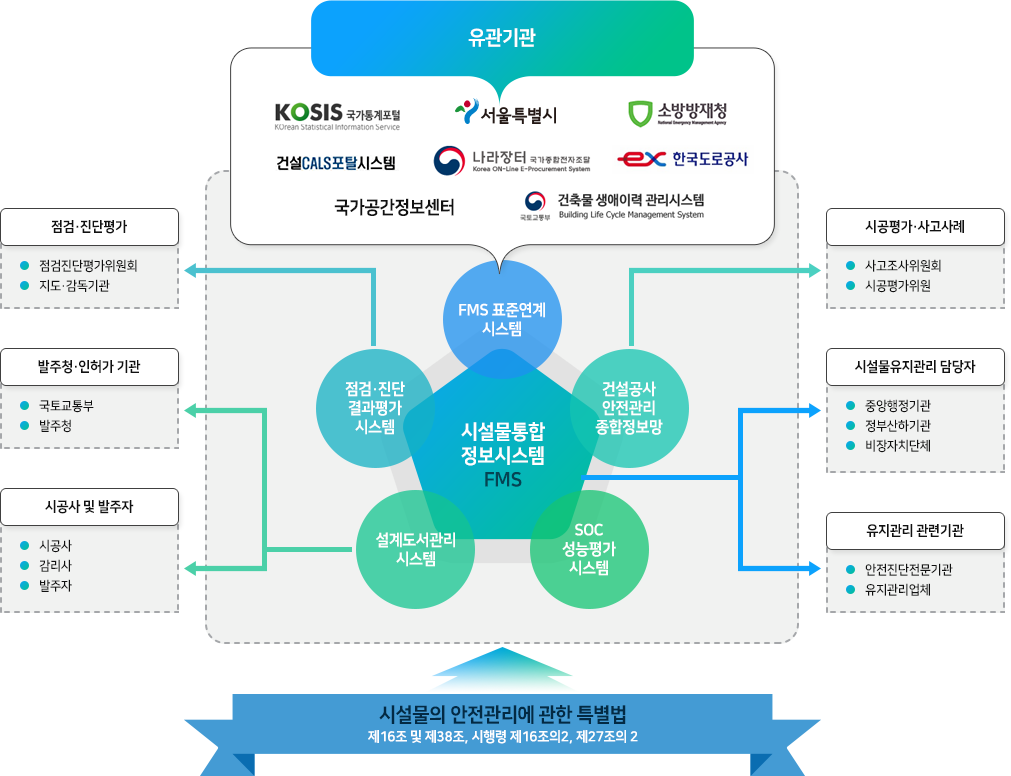 유관기관
KOSIS 국가통계포털
KOrean Statistical Information Service
서울특별시
소방방재청
National Emergency Management Agency
건설CALS포탈시스템
나라장터 국가종합전자조달
Korea ON-Line E-Procurement System
ex 한국도로공사
국가공간정보센터
국토교통부
건축물 생애이력 관리시스템
Building Life Cycle Management System
점검·진단평가
점검진단평가위원회
지도·감독기관
발주청·인허가 기관
국토교통부
발주청
시공사 및 발주자
시공사
감리사
발주자
FMS 표준연계
시스템
점검·진단
결과평가
시스템
건설공사
안전관리
종합정보망
시설물통합
정보시스템
FMS
설계도서관리
시스템
SOC
성능평가
시스템
시공평가·사고사례
사고조사위원회
시공평가위원
시설물유지관리 담당자
중앙행정기관
정부산하기관
비장자치단체
유지관리 관련기관
안전진단전문기관
유지관리업체
시설물의 안전관리에 관한 특별법
제16조 및 제38조, 시행령 제16조의2, 제27조의 2